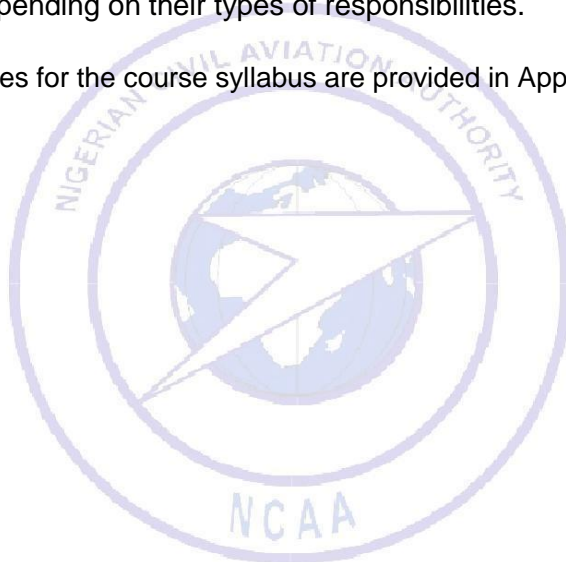 pending on their types of responsibilities.
es for the course syllabus are provided in App
NIGERIAN CIVIL AVIATION AUTHORITY
NCAA